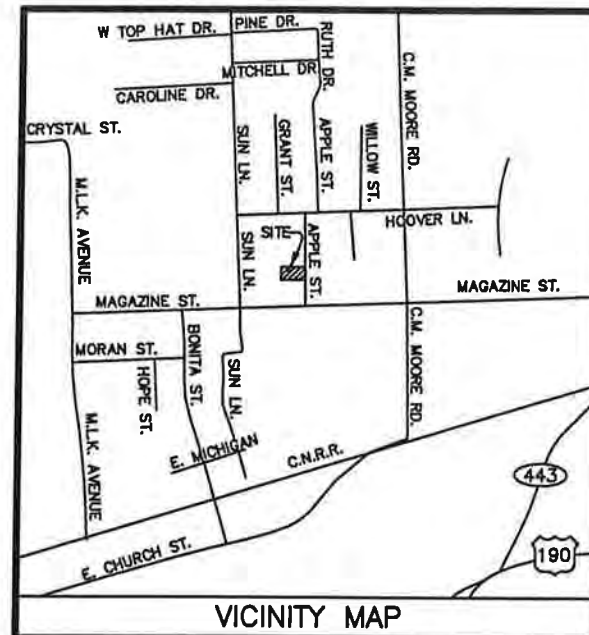 W TOP HAT DR.
PINE DR.
RUTH DR.
MITCHELL DR
CAROLINE DR.
C.M. MOORE RD.
CRYSTAL ST.
SUN LN.
GRANT ST.
APPLE ST.
WILLOW ST.
M.L.K. AVENUE
HOOVER LN.
SITE
SUN LN.
APPLE ST.
MAGAZINE ST.
MAGAZINE ST.
MORAN ST.
HOPE ST.
BONITA ST.
SUN LN.
C.M. MOORE RD.
M.L.K. AVENUE
E. MICHIGAN
C.N.R.R.
443
190
E. CHURCH ST.
VICINITY MAP